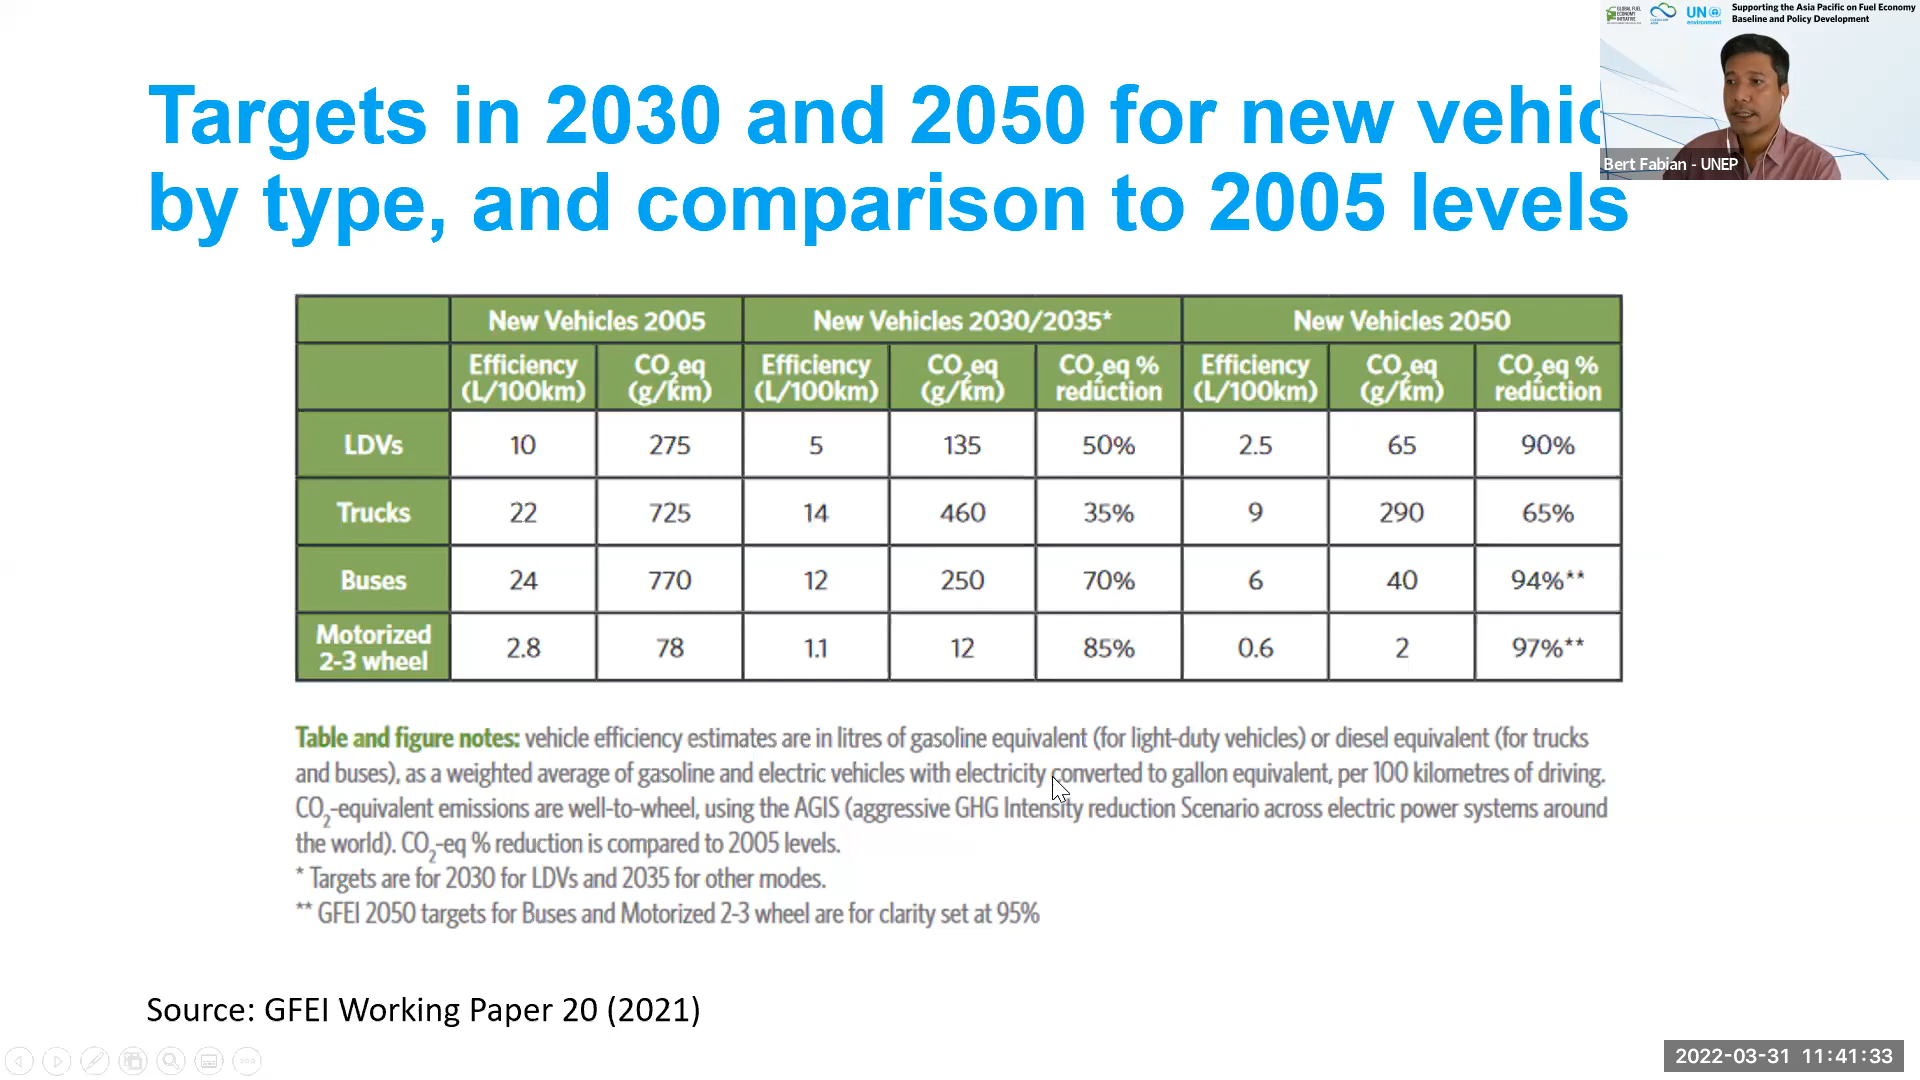 GLOBAL FUEL
ECONOMY
INITIATIVE
UN
environment
Supporting the Asia Pacific on Fuel Economy
Baseline and Policy Development
Bert Fabian - UNEP
Targets in 2030 and 2050 for new vehic
by type, and comparison to 2005 levels
New Vehicles 2005 New Vehicles 2030/2035* New Vehicles 2050
Efficiency (L/100km) CO2eq (g/km) Efficiency (L/100km) CO2eq (g/km) CO2eq % reduction Efficiency (L/100km) CO2eq (g/km) CO2eq % reduction
LDVs 10 275 5 135 50% 2.5 65 90%
Trucks 22 725 14 460 35% 9 290 65%
Buses 24 770 12 250 70% 6 40 94%**
Motorized 2-3 wheel 2.8 78 1.1 12 85% 0.6 2 97%**
Table and figure notes: vehicle efficiency estimates are in litres of gasoline equivalent (for light-duty vehicles) or diesel equivalent (for trucks
and buses), as a weighted average of gasoline and electric vehicles with electricity converted to gallon equivalent, per 100 kilometres of driving.
CO2-equivalent emissions are well-to-wheel, using the AGIS (aggressive GHG Intensity reduction Scenario across electric power systems around
the world). CO2-eq % reduction is compared to 2005 levels.
* Targets are for 2030 for LDVs and 2035 for other modes.
** GFEI 2050 targets for Buses and Motorized 2-3 wheel are for clarity set at 95%
Source: GFEI Working Paper 20 (2021)
2022-03-31 11:41:33